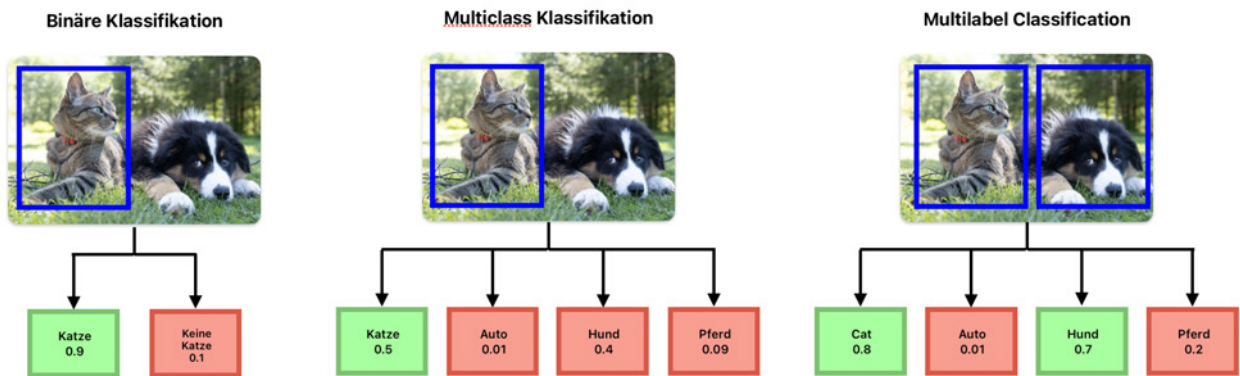 Binäre Klassifikation
Multiclass Klassifikation
Multilabel Classification
Katze
0.9
Keine
Katze
0.1
Katze
0.5
Auto
0.01
Hund
0.4
Pferd
0.09
Cat
0.8
Auto
0.01
Hund
0.7
Pferd
0.2